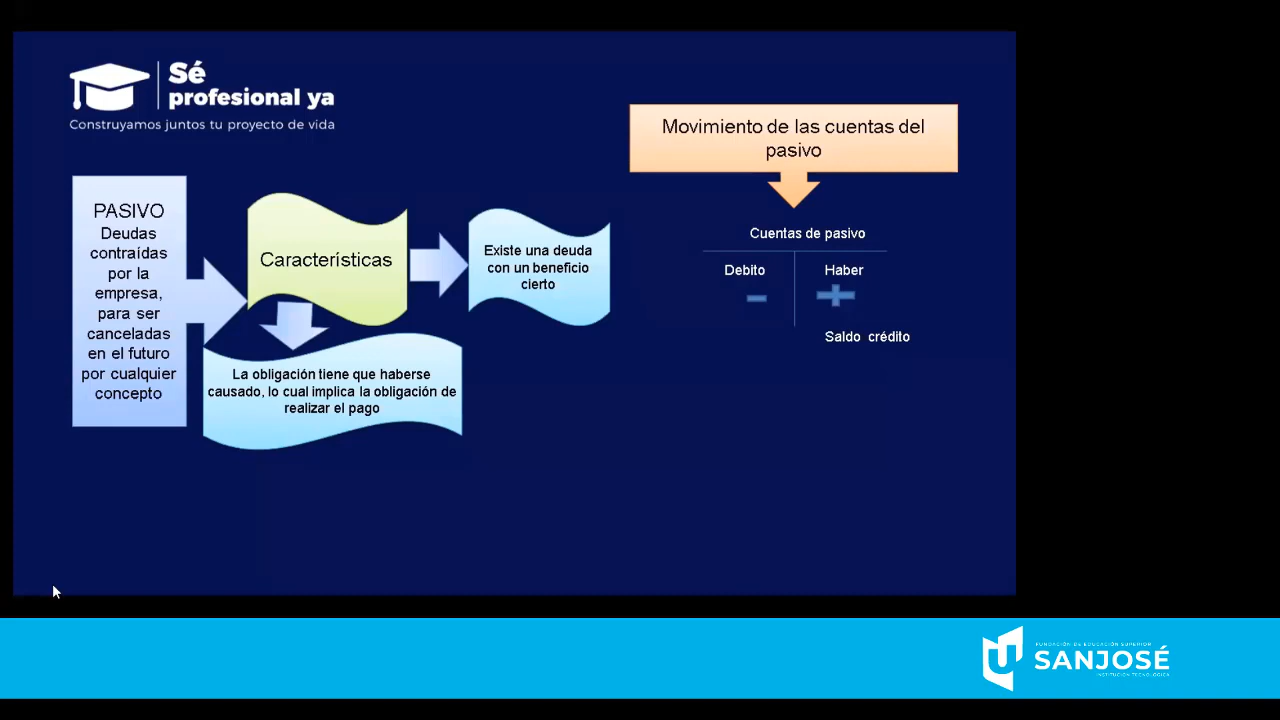 Sé
profesional ya
Construyamos juntos tu proyecto de vida
PASIVO
Deudas
contraídas
por la
empresa,
para ser
canceladas
en el futuro
por cualquier
concepto
Características
Existe una deuda
con un beneficio
cierto
La obligación tiene que haberse
causado, lo cual implica la obligación de
realizar el pago
Movimiento de las cuentas del
pasivo
Cuentas de pasivo
Debito
Haber
Saldo crédito
FUNDACIÓN DE EDUCACIÓN SUPERIOR
SANJOSÉ
INSTITUCIÓN TECNOLÓGICA